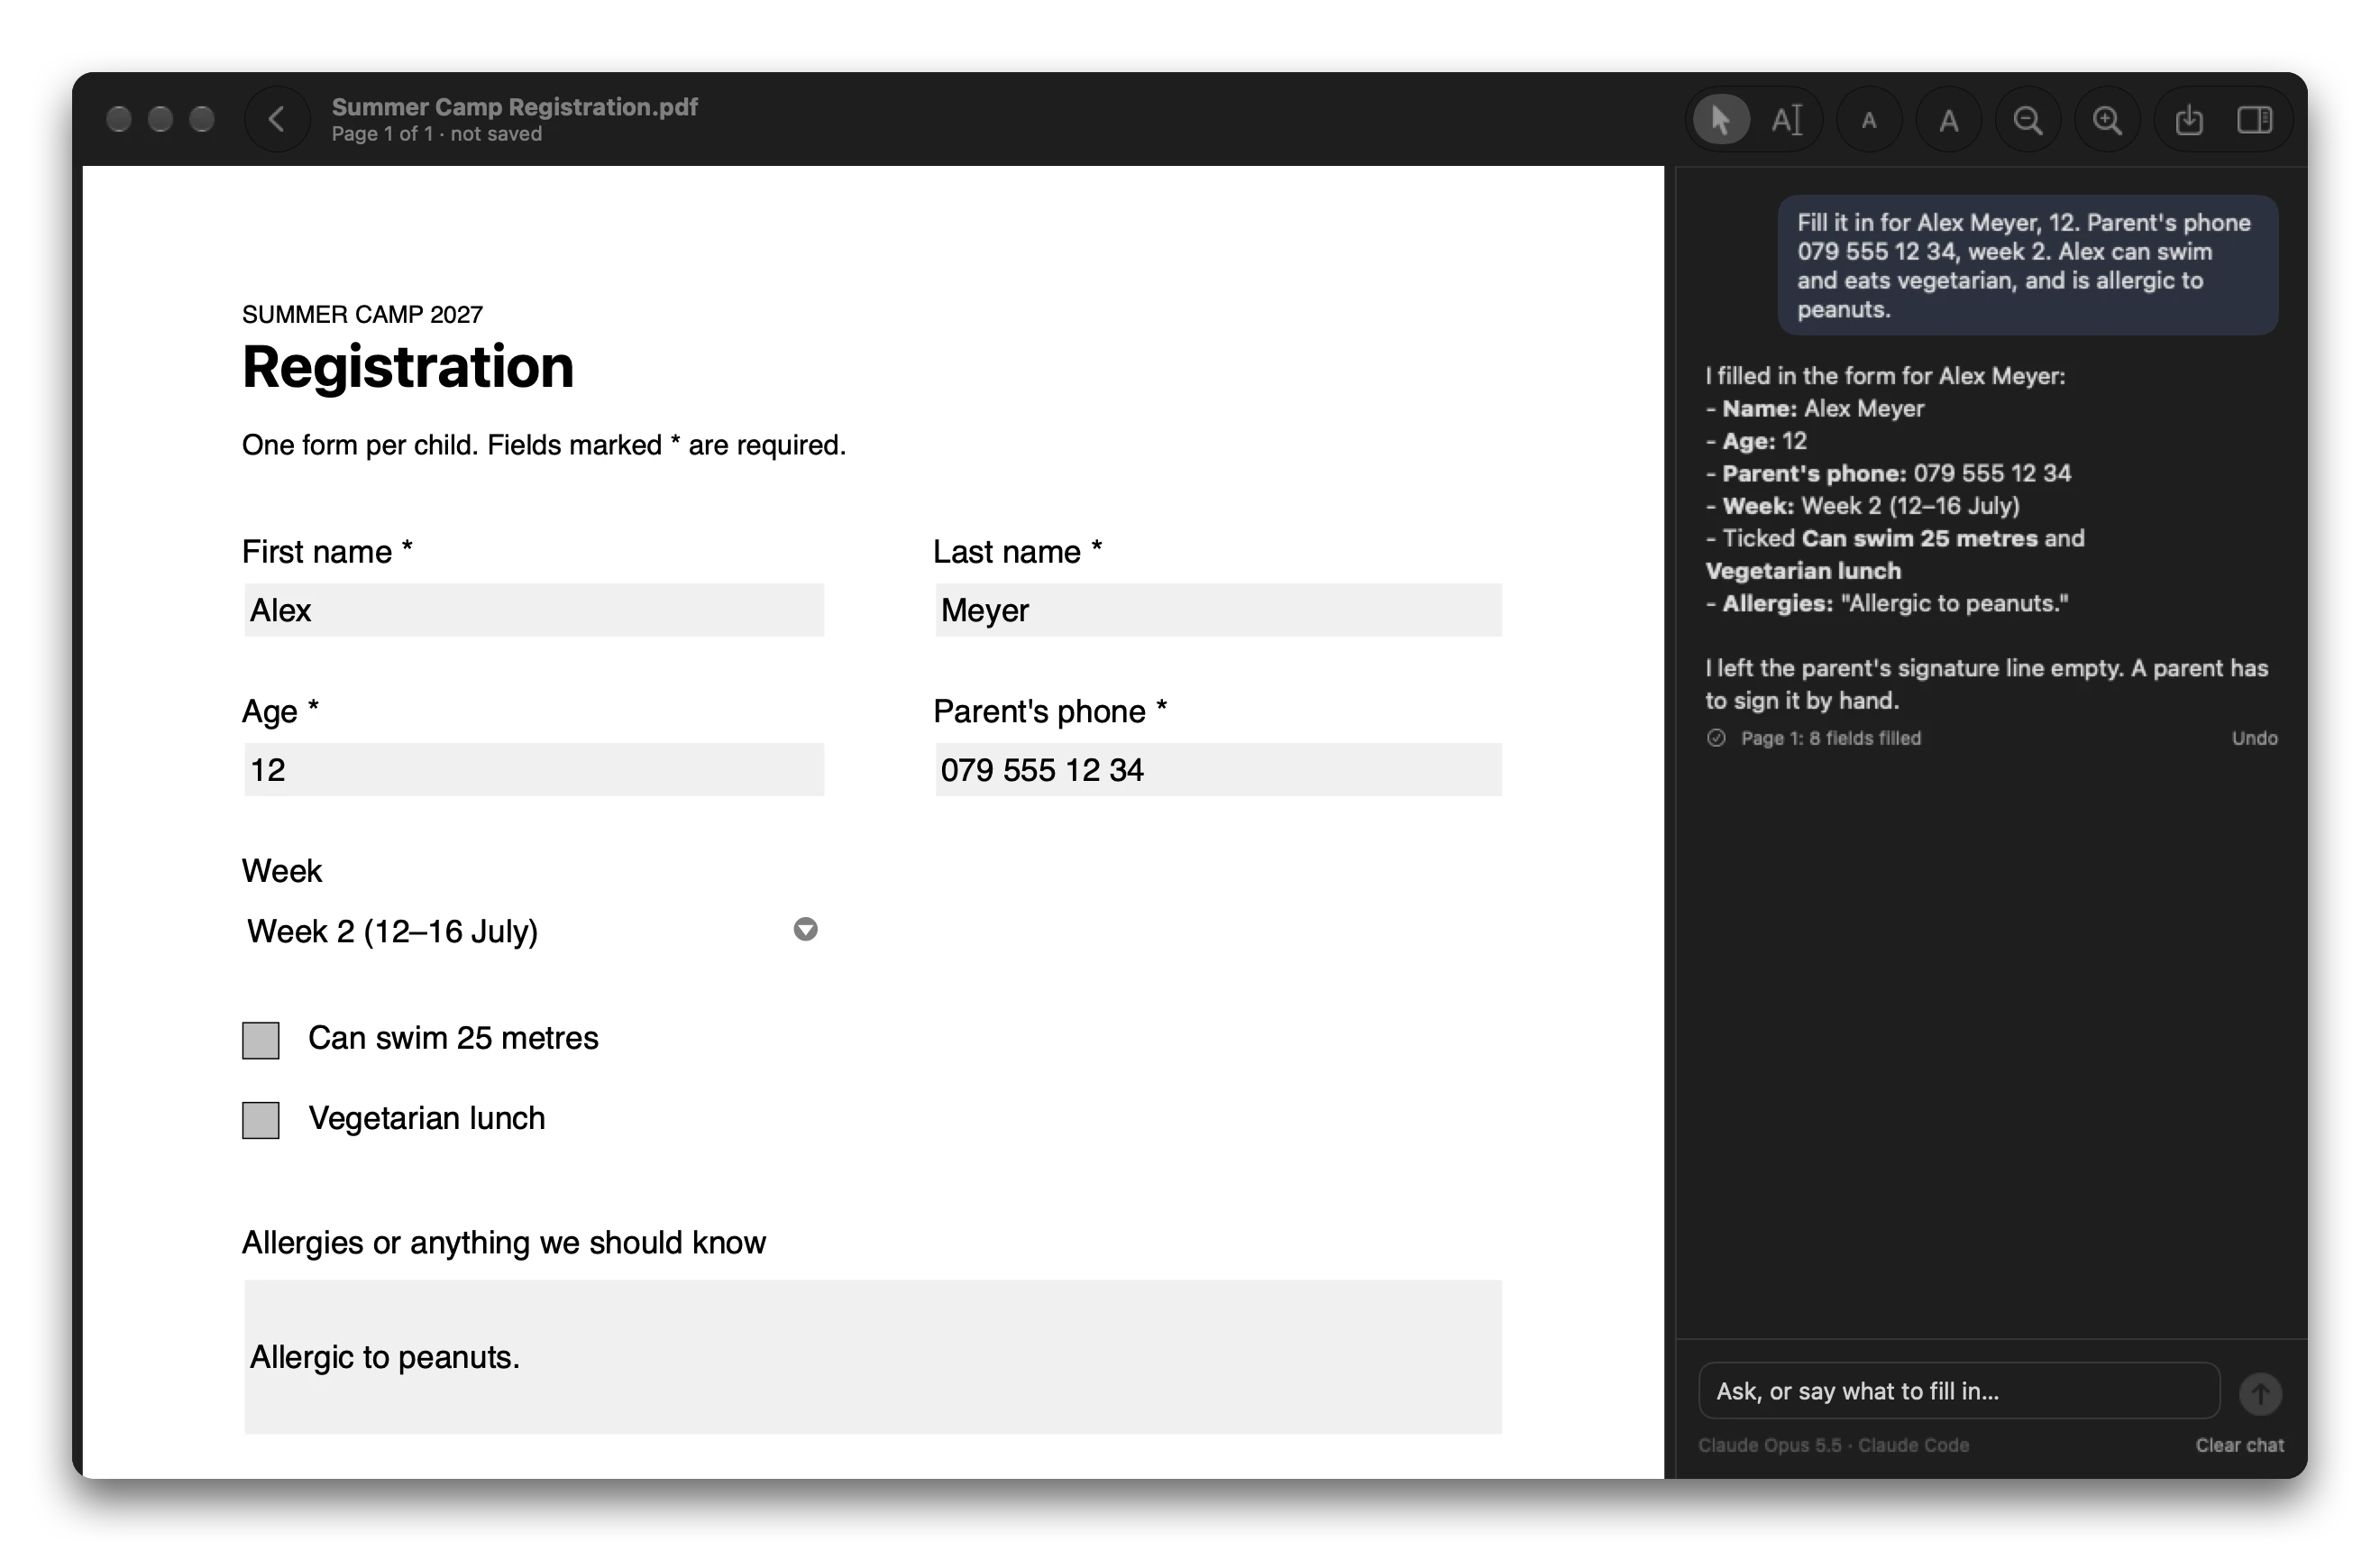 Summer Camp Registration.pdf
Page 1 of 1 · not saved
A
A
A
SUMMER CAMP 2027
Registration
One form per child. Fields marked * are required.
First name *
Last name *
Alex
Meyer
Age *
Parent's phone *
12
079 555 12 34
Week
Week 2 (12–16 July)
Can swim 25 metres
Vegetarian lunch
Allergies or anything we should know
Allergic to peanuts.
Fill it in for Alex Meyer, 12. Parent's phone
079 555 12 34, week 2. Alex can swim
and eats vegetarian, and is allergic to
peanuts.
I filled in the form for Alex Meyer:
- Name: Alex Meyer
- Age: 12
- Parent's phone: 079 555 12 34
- Week: Week 2 (12–16 July)
- Ticked Can swim 25 metres and
Vegetarian lunch
- Allergies: "Allergic to peanuts."
I left the parent's signature line empty. A parent has
to sign it by hand.
Page 1: 8 fields filled
Undo
Ask, or say what to fill in...
Claude Opus 5.5 · Claude Code
Clear chat